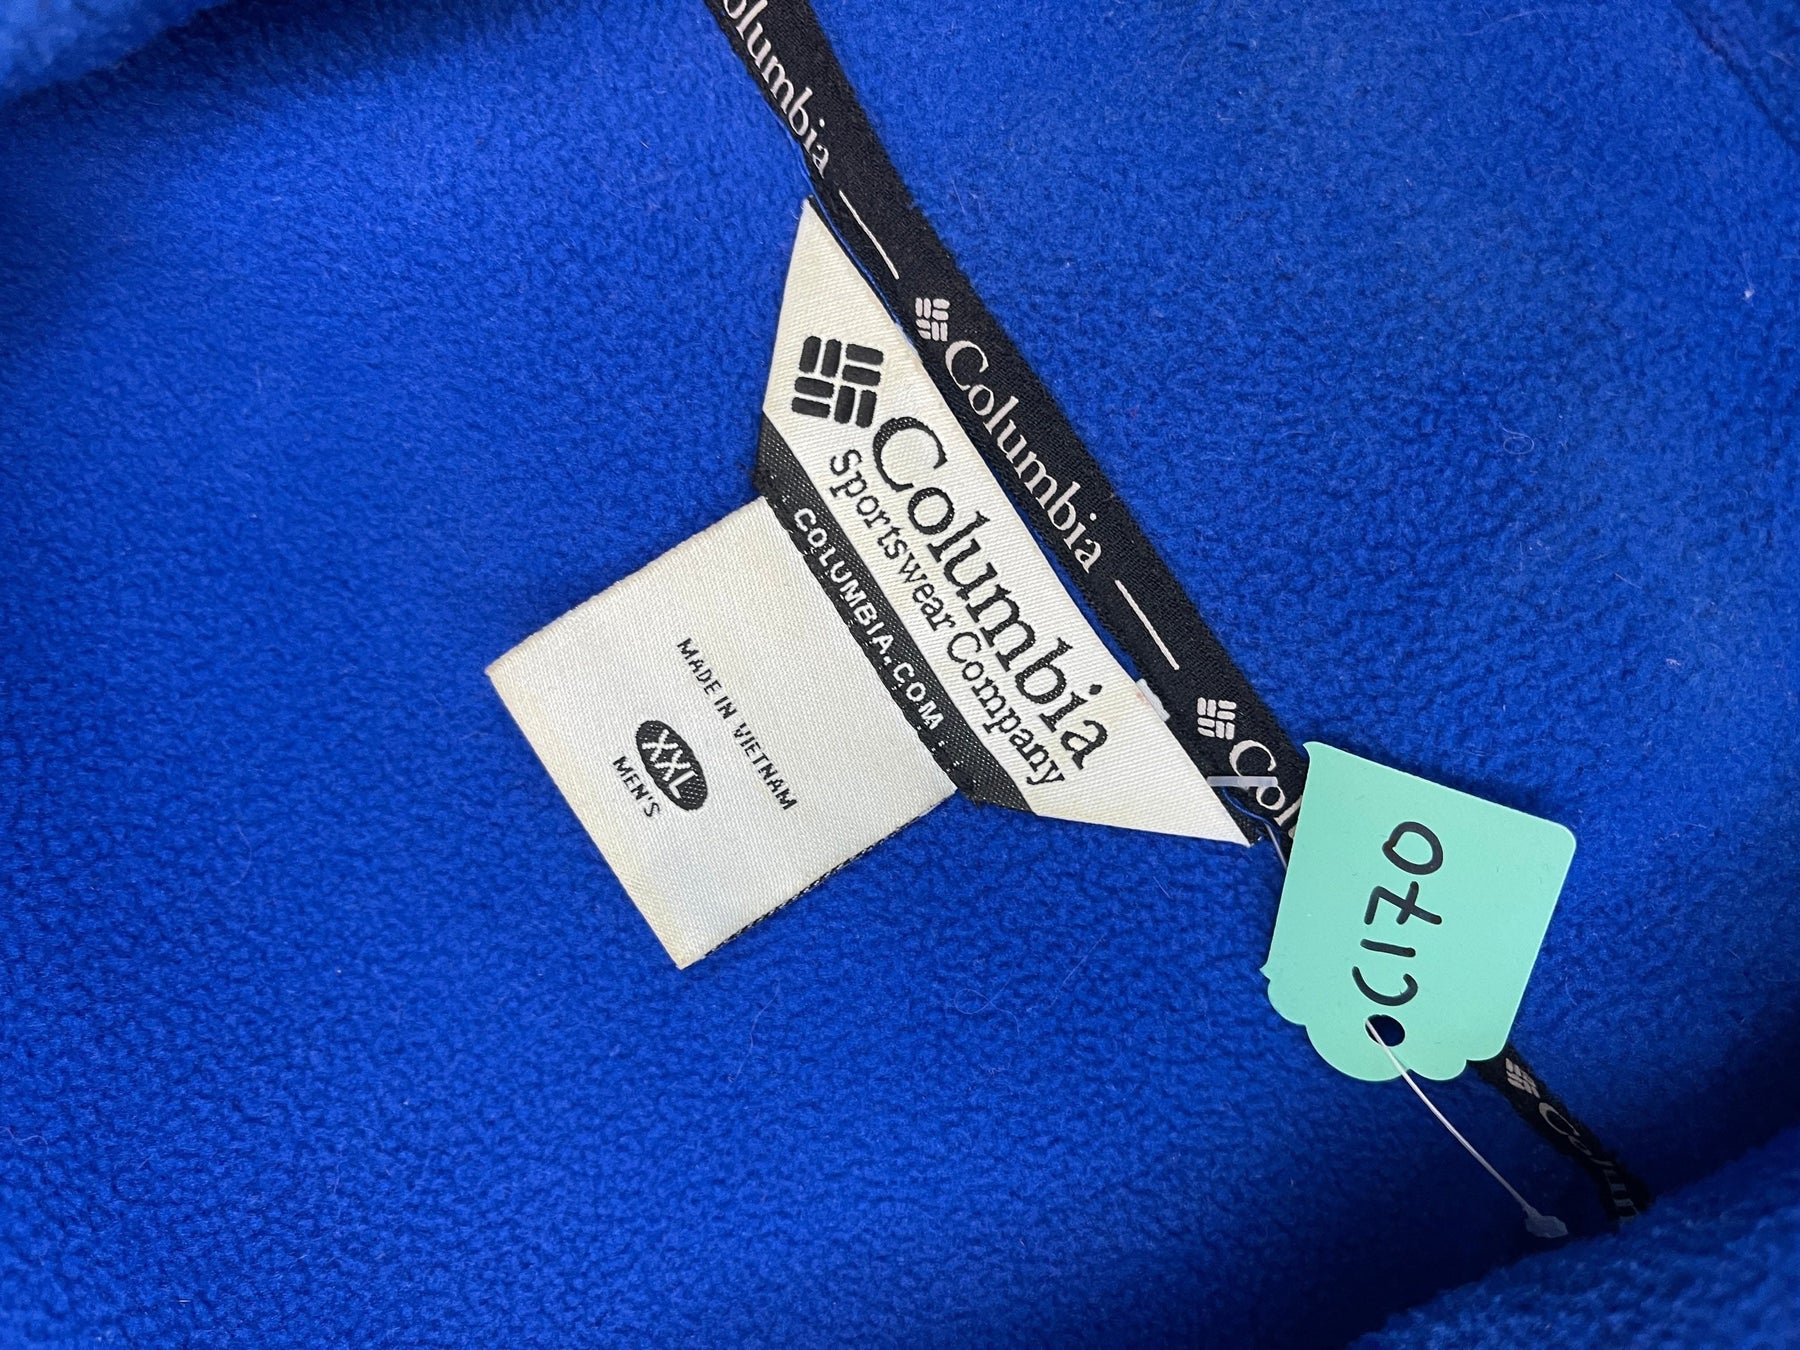 Columbia
Columbia
Columbia
Sportswear Company
COLUMBIA.COM
MADE IN VIETNAM
XXL
MEN'S
C170